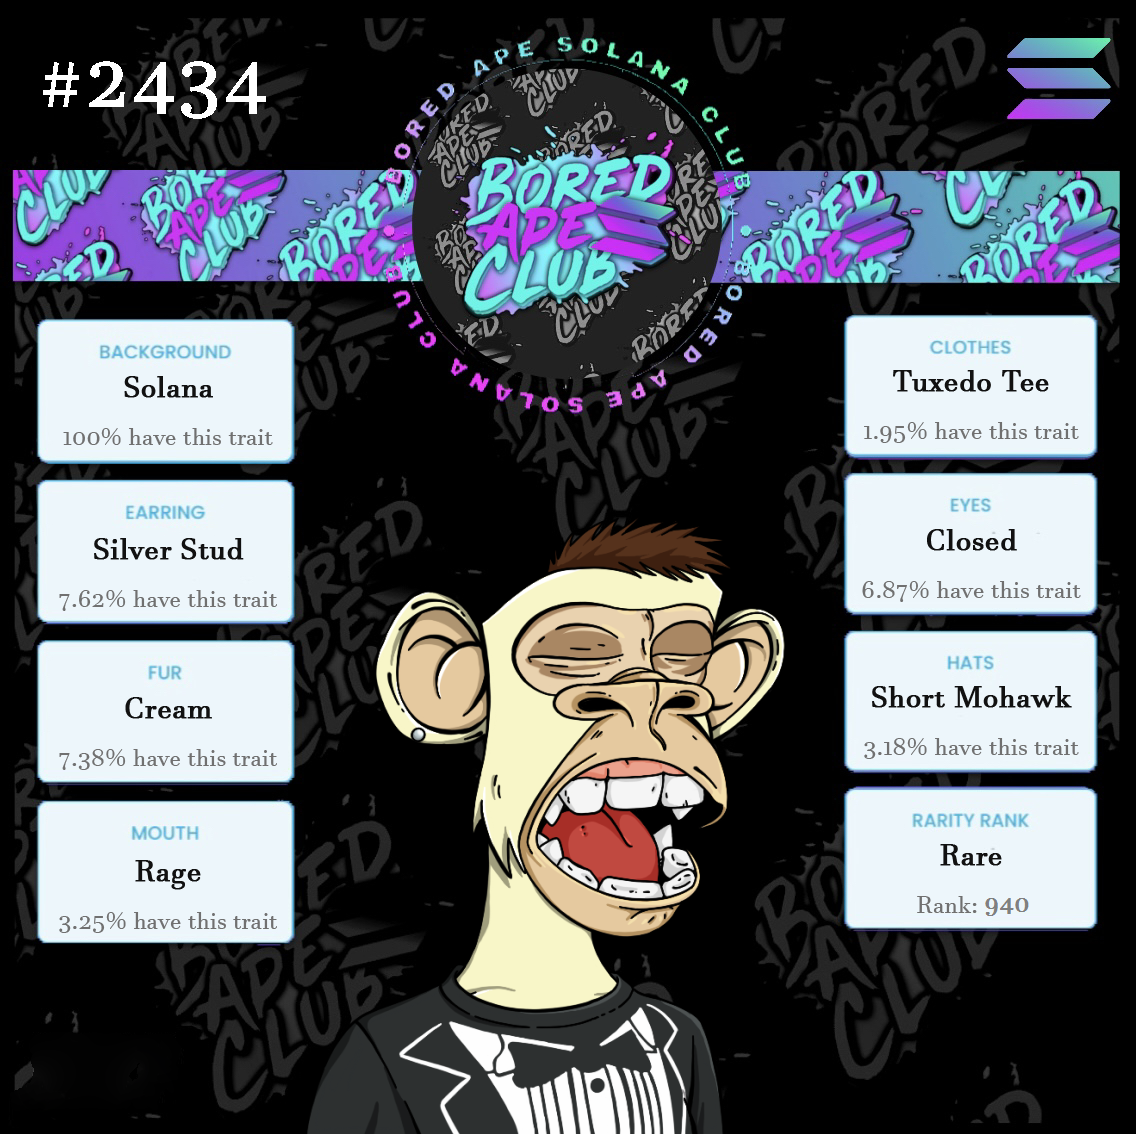 #2434
BORED APE SOLANA CLUB
BORED APE SOLANA CLUB
BORED
APE
CLUB
BACKGROUND
Solana
100% have this trait
EARRING
Silver Stud
7.62% have this trait
FUR
Cream
7.38% have this trait
MOUTH
Rage
3.25% have this trait
CLOTHES
Tuxedo Tee
1.95% have this trait
EYES
Closed
6.87% have this trait
HATS
Short Mohawk
3.18% have this trait
RARITY RANK
Rare
Rank: 940